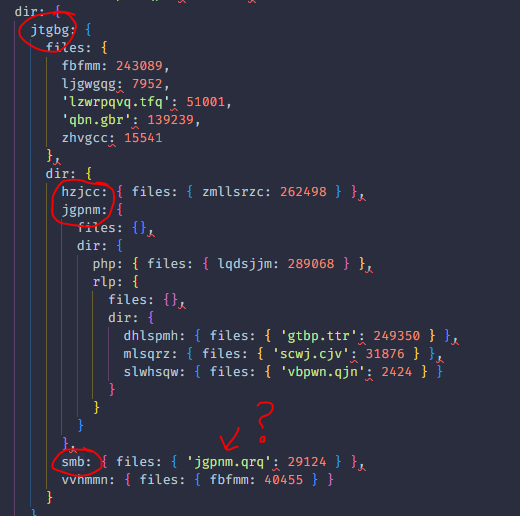 dir: {
jtgbg: {
files: {
fbfmm: 243089,
ljgwgqg: 7952,
'lzwrpqvq.tfq': 51001,
'qbn.gbr': 139239,
zhvgcc: 15541
},
dir: {
hzjcc: { files: { zmllsrzc: 262498 } },
jgpnm: {
files: {},
dir: {
php: { files: { lqdsjjm: 289068 } },
rlp: {
files: {},
dir: {
dhlspmh: { files: { 'gtbp.ttr': 249350 } },
mlsqrz: { files: { 'scwj.cjv': 31876 } },
slwhsqw: { files: { 'vbpwn.qjn': 2424 } }
}
}
}
},
?
smb: { files: { 'jgpnm.qrq': 29124 } },
vvhmmn: { files: { fbfmm: 40455 } }
}
}